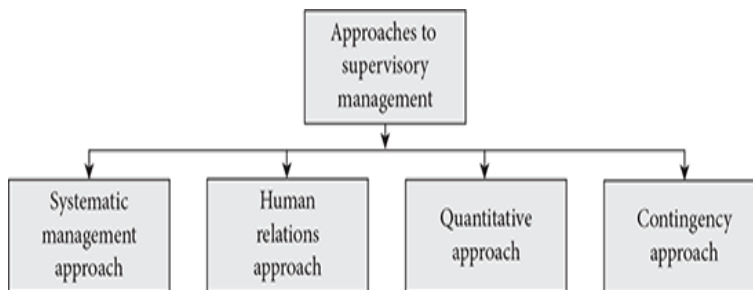 Approaches to
supervisory
management
Systematic
management
approach
Human
relations
approach
Quantitative
approach
Contingency
approach